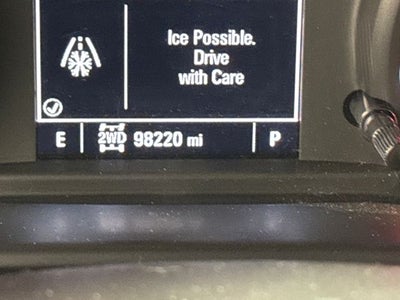 Ice Possible.
Drive
with Care
E 2WD 98220 mi P